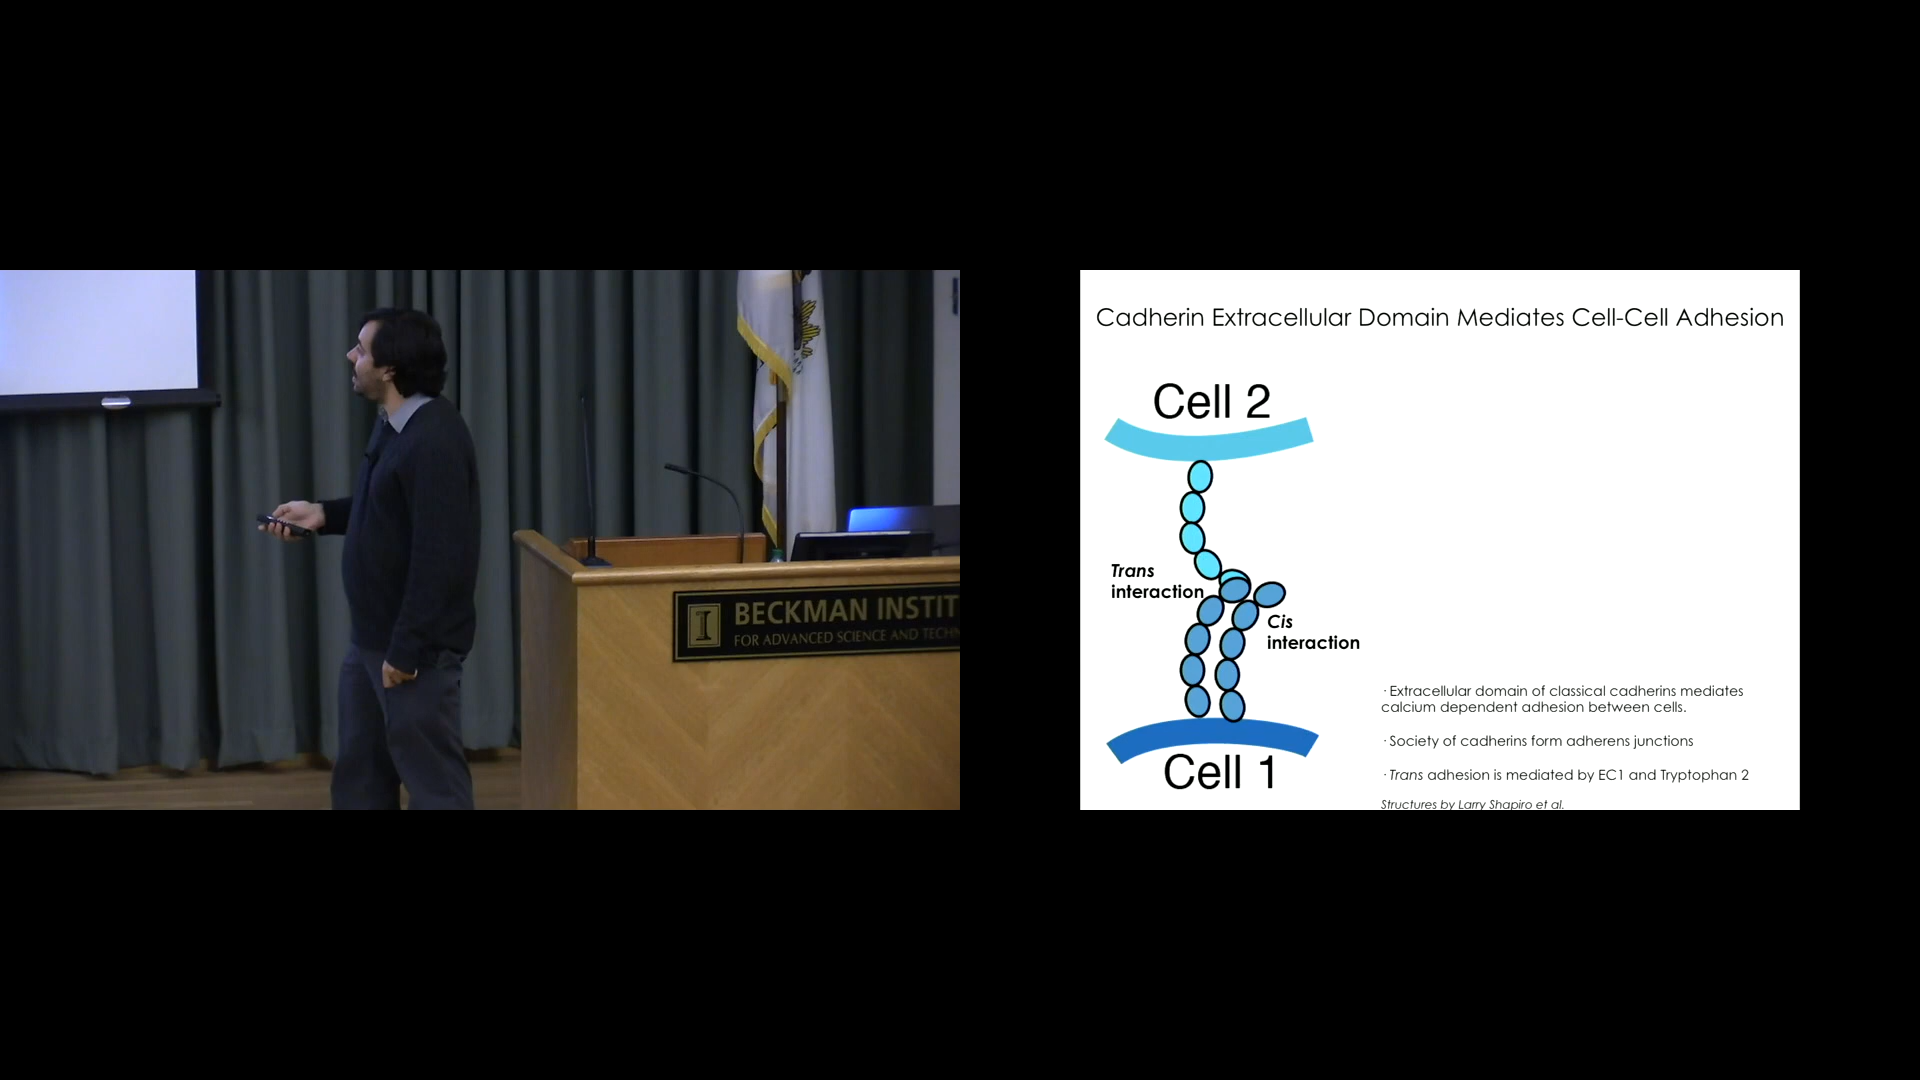 BECKMAN INSTIT
FOR ADVANCED SCIENCE AND TECHN
Cadherin Extracellular Domain Mediates Cell-Cell Adhesion
Cell 2
Trans
interaction
Cis
interaction
Cell 1
· Extracellular domain of classical cadherins mediates
calcium dependent adhesion between cells.
· Society of cadherins form adherens junctions
· Trans adhesion is mediated by EC1 and Tryptophan 2
Structures by Larry Shapiro et al.